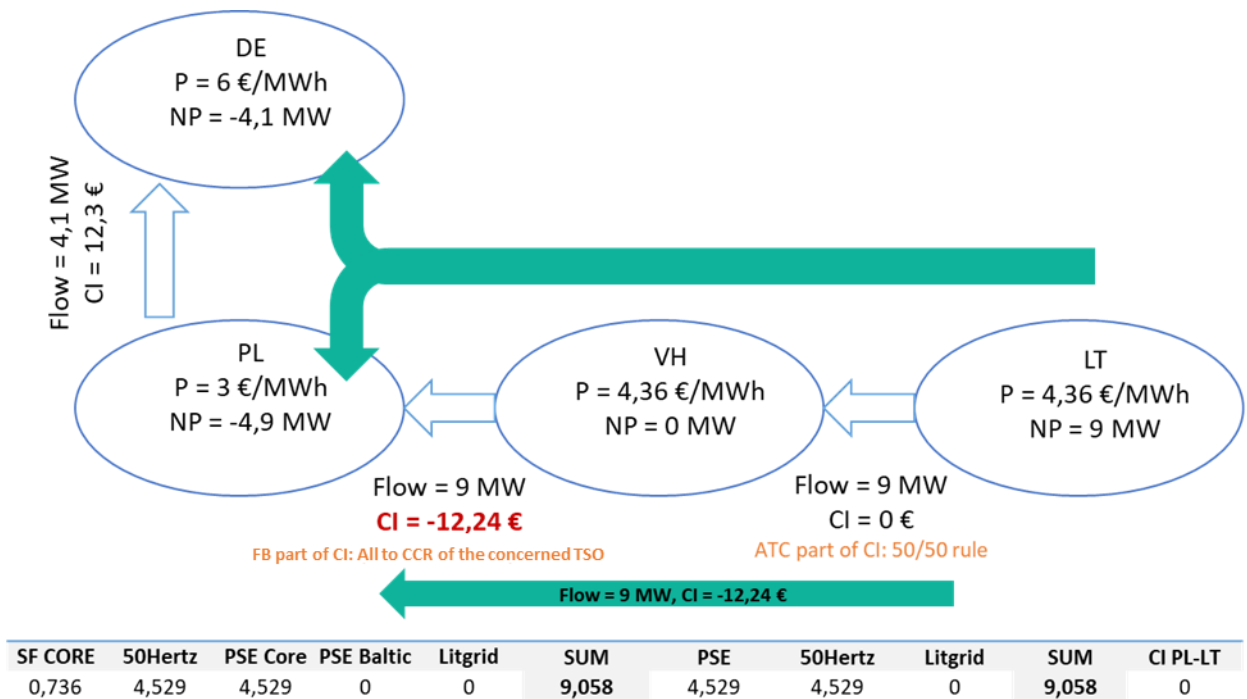 DE
P = 6 €/MWh
NP = -4,1 MW
Flow = 4,1 MW
CI = 12,3 €
PL
P = 3 €/MWh
NP = -4,9 MW
VH
P = 4,36 €/MWh
NP = 0 MW
LT
P = 4,36 €/MWh
NP = 9 MW
Flow = 9 MW
CI = -12,24 €
FB part of CI: All to CCR of the concerned TSO
Flow = 9 MW
CI = 0 €
ATC part of CI: 50/50 rule
Flow = 9 MW, CI = -12,24 €
SF CORE 50Hertz PSE Core PSE Baltic Litgrid SUM PSE 50Hertz Litgrid SUM CI PL-LT
0,736 4,529 4,529 0 0 9,058 4,529 4,529 0 9,058 0